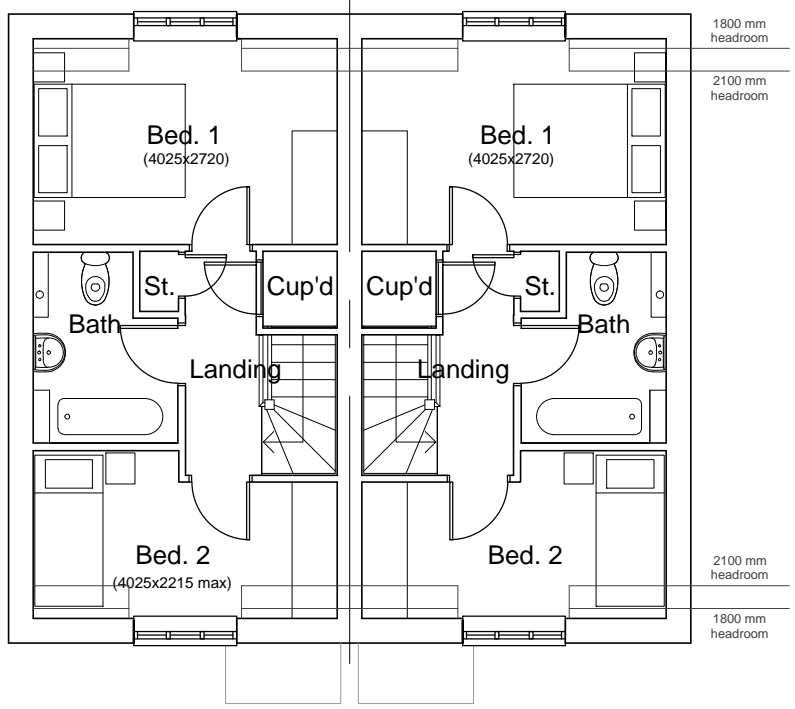 1800 mm
headroom
2100 mm
headroom
Bed. 1
(4025x2720)
Bed. 1
(4025x2720)
St.
Cup'd
Cup'd
St.
Bath
Bath
Landing
Landing
Bed. 2
(4025x2215 max)
Bed. 2
2100 mm
headroom
1800 mm
headroom